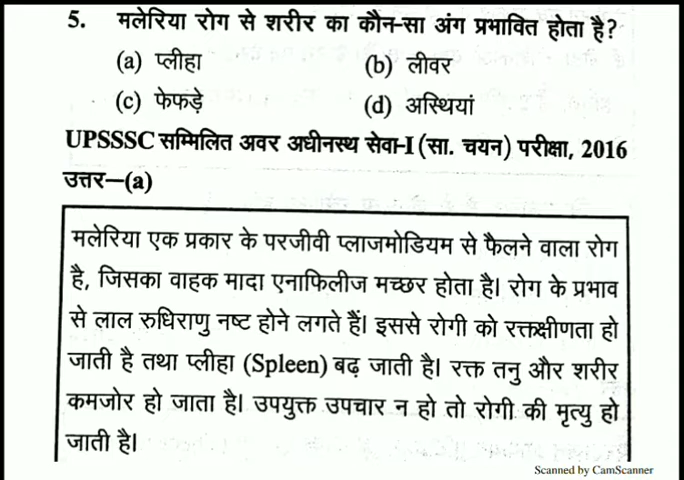 5. मलेरिया रोग से शरीर का कौन-सा अंग प्रभावित होता है?
(a) प्लीहा (b) लीवर
(c) फेफड़े (d) अस्थियां
UPSSSC सम्मिलित अवर अधीनस्थ सेवा-I (सा. चयन) परीक्षा, 2016
उत्तर—(a)
मलेरिया एक प्रकार के परजीवी प्लाजमोडियम से फैलने वाला रोग
है, जिसका वाहक मादा एनाफिलीज मच्छर होता है। रोग के प्रभाव
से लाल रुधिराणु नष्ट होने लगते हैं। इससे रोगी को रक्तक्षीणता हो
जाती है तथा प्लीहा (Spleen) बढ़ जाती है। रक्त तनु और शरीर
कमजोर हो जाता है। उपयुक्त उपचार न हो तो रोगी की मृत्यु हो
जाती है।
Scanned by CamScanner